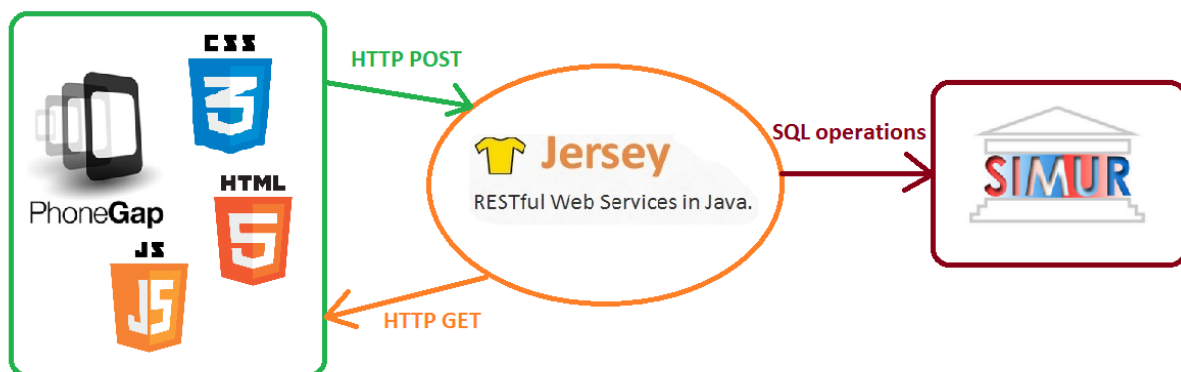 CSS
3
PhoneGap
HTML
5
JS
JS
HTTP POST
HTTP GET
Jersey
RESTful Web Services in Java.
SQL operations
SIMUR